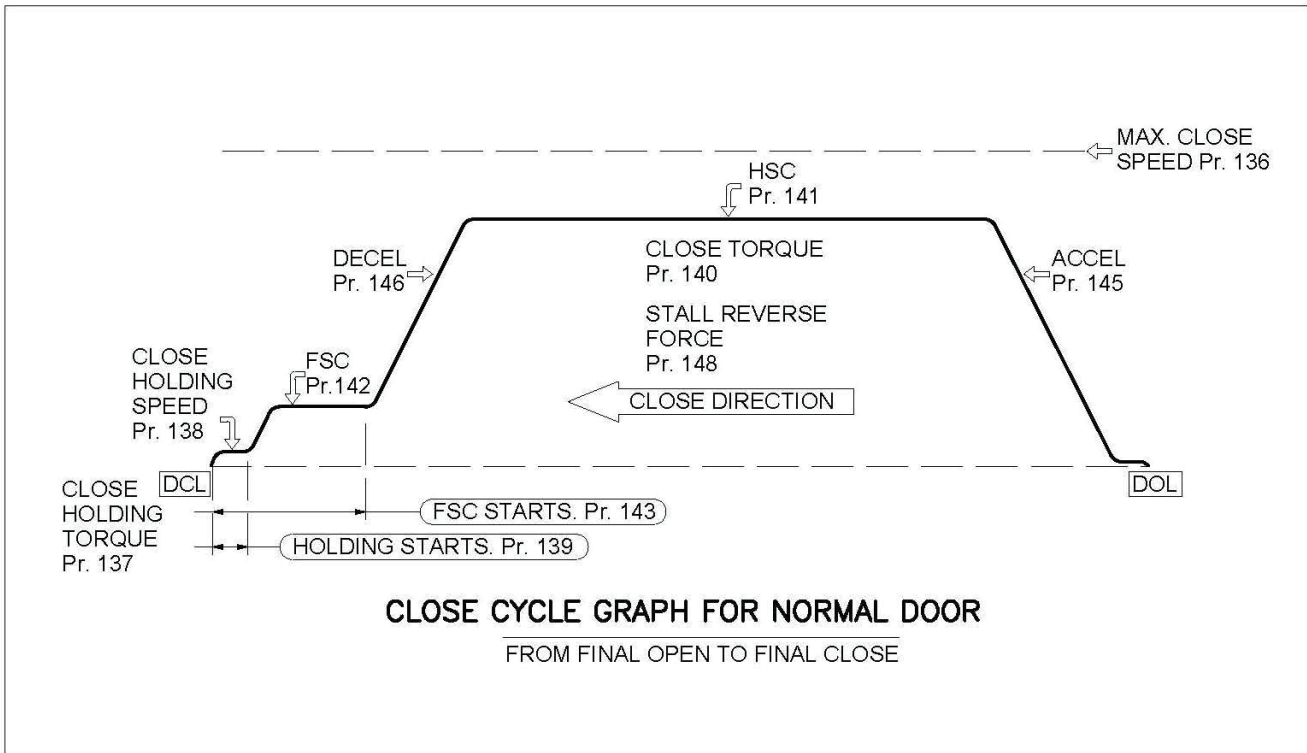 MAX. CLOSE
SPEED Pr. 136
HSC
Pr. 141
DECEL
Pr. 146
CLOSE TORQUE
Pr. 140
ACCEL
Pr. 145
STALL REVERSE
FORCE
Pr. 148
CLOSE
HOLDING
SPEED
Pr. 138
FSC
Pr.142
CLOSE DIRECTION
DCL
DOL
CLOSE
HOLDING
TORQUE
Pr. 137
FSC STARTS. Pr. 143
HOLDING STARTS. Pr. 139
CLOSE CYCLE GRAPH FOR NORMAL DOOR
FROM FINAL OPEN TO FINAL CLOSE